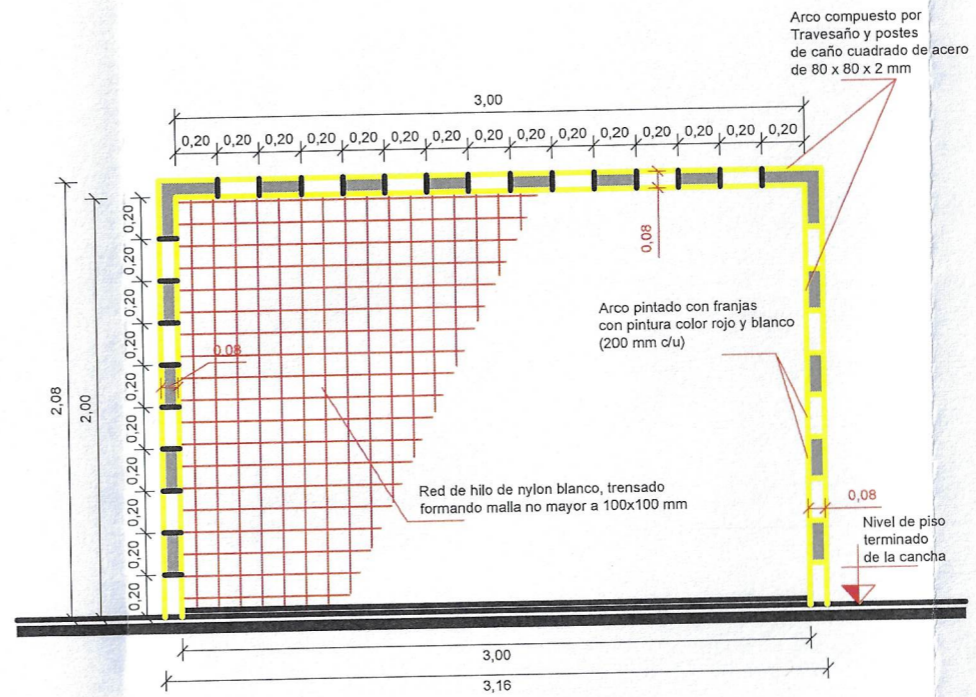 Arco compuesto por
Travesaño y postes
de caño cuadrado de acero
de 80 x 80 x 2 mm
3,00
0,20 0,20 0,20 0,20 0,20 0,20 0,20 0,20 0,20 0,20 0,20 0,20 0,20 0,20 0,20
0,20
0,20
0,20
0,20
0,20
0,20
0,20
0,20
0,20
0,20
2,08
2,00
0,08
0,08
Arco pintado con franjas
con pintura color rojo y blanco
(200 mm c/u)
Red de hilo de nylon blanco, trensado
formando malla no mayor a 100x100 mm
0,08
Nivel de piso
terminado
de la cancha
3,00
3,16